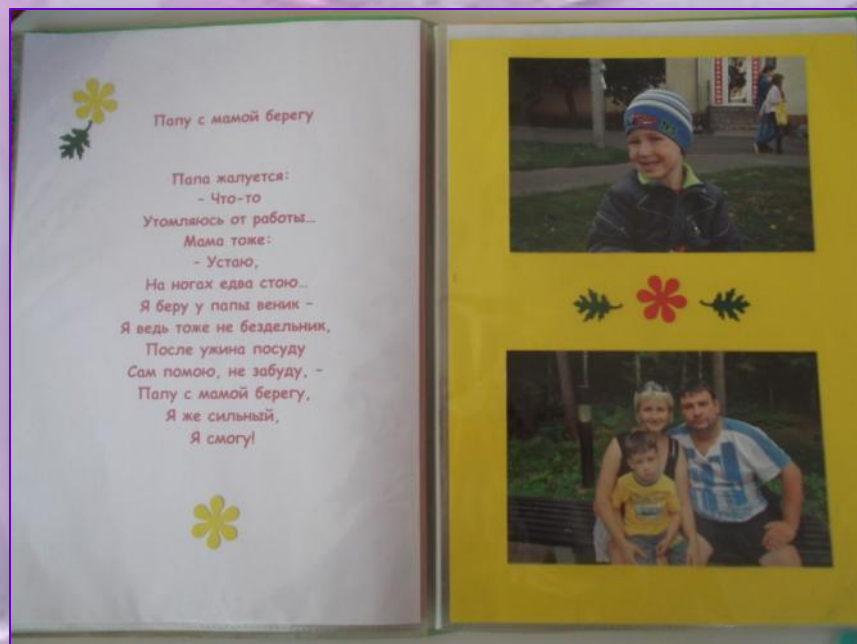 Папу с мамой берегу
Папа жалуется:
- Что-то
Утомляюсь от работы...
Мама тоже:
- Устаю,
На ногах едва стою...
Я беру у папы веник –
Я ведь тоже не бездельник,
После ужина посуду
Сам помою, не забуду, –
Папу с мамой берегу,
Я же сильный,
Я смогу!